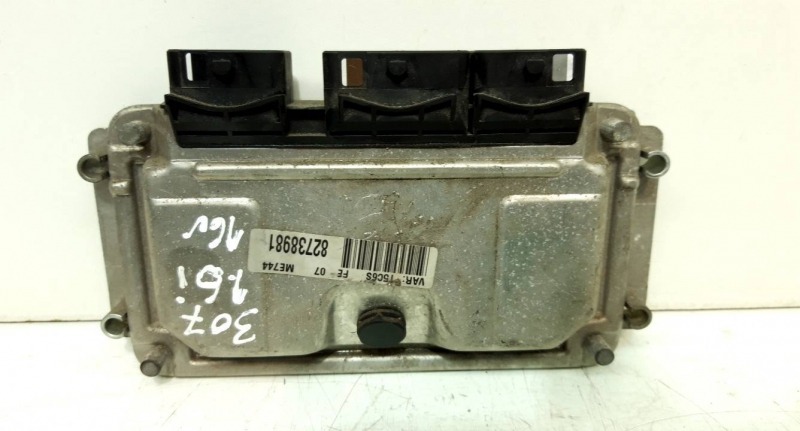 VAR: T5C6S
FE 07 ME744
82738981
307
1.6i
16v